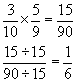 3/10 × 5/9 = 15/90
15 ÷ 15 / 90 ÷ 15 = 1/6